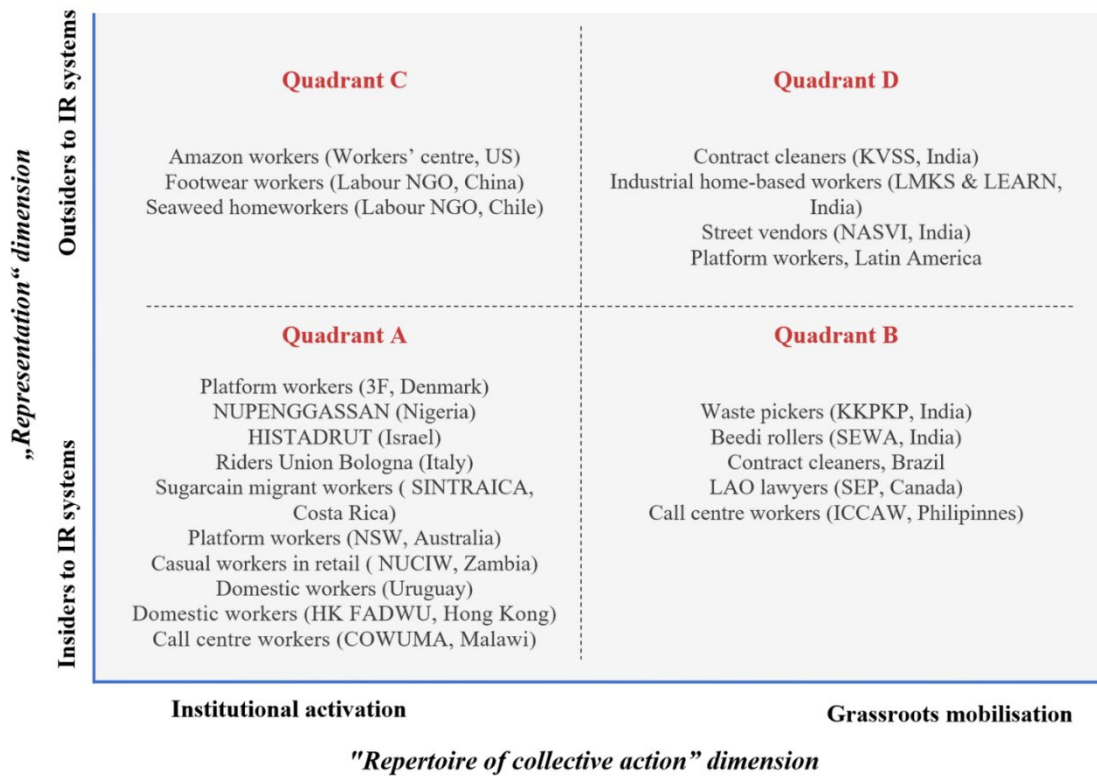 „Representation“ dimension
Outsiders to IR systems
Insiders to IR systems
Quadrant C
Amazon workers (Workers’ centre, US)
Footwear workers (Labour NGO, China)
Seaweed homeworkers (Labour NGO, Chile)
Quadrant D
Contract cleaners (KVSS, India)
Industrial home-based workers (LMKS & LEARN,
India)
Street vendors (NASVI, India)
Platform workers, Latin America
Quadrant A
Platform workers (3F, Denmark)
NUPENGGASSAN (Nigeria)
HISTADRUT (Israel)
Riders Union Bologna (Italy)
Sugarcain migrant workers ( SINTRAICA,
Costa Rica)
Platform workers (NSW, Australia)
Casual workers in retail ( NUCIW, Zambia)
Domestic workers (Uruguay)
Domestic workers (HK FADWU, Hong Kong)
Call centre workers (COWUMA, Malawi)
Quadrant B
Waste pickers (KKPKP, India)
Beedi rollers (SEWA, India)
Contract cleaners, Brazil
LAO lawyers (SEP, Canada)
Call centre workers (ICCAW, Philipinnes)
Institutional activation
Grassroots mobilisation
"Repertoire of collective action” dimension